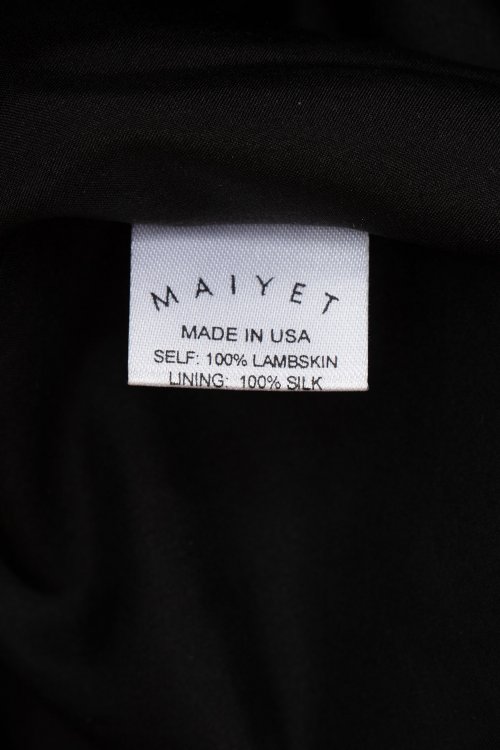 MAIYET
MADE IN USA
SELF: 100% LAMBSKIN
LINING: 100% SILK